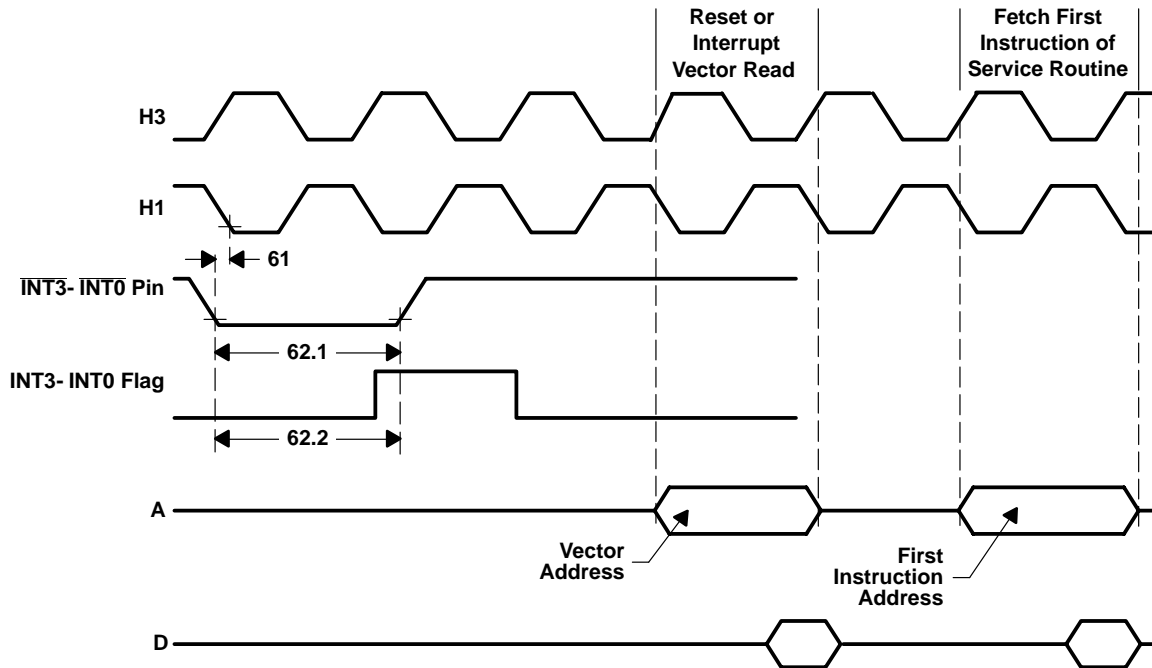 Reset or
Interrupt
Vector Read
Fetch First
Instruction of
Service Routine
H3
H1
61
INT3- INT0 Pin
62.1
INT3- INT0 Flag
62.2
A
Vector
Address
First
Instruction
Address
D